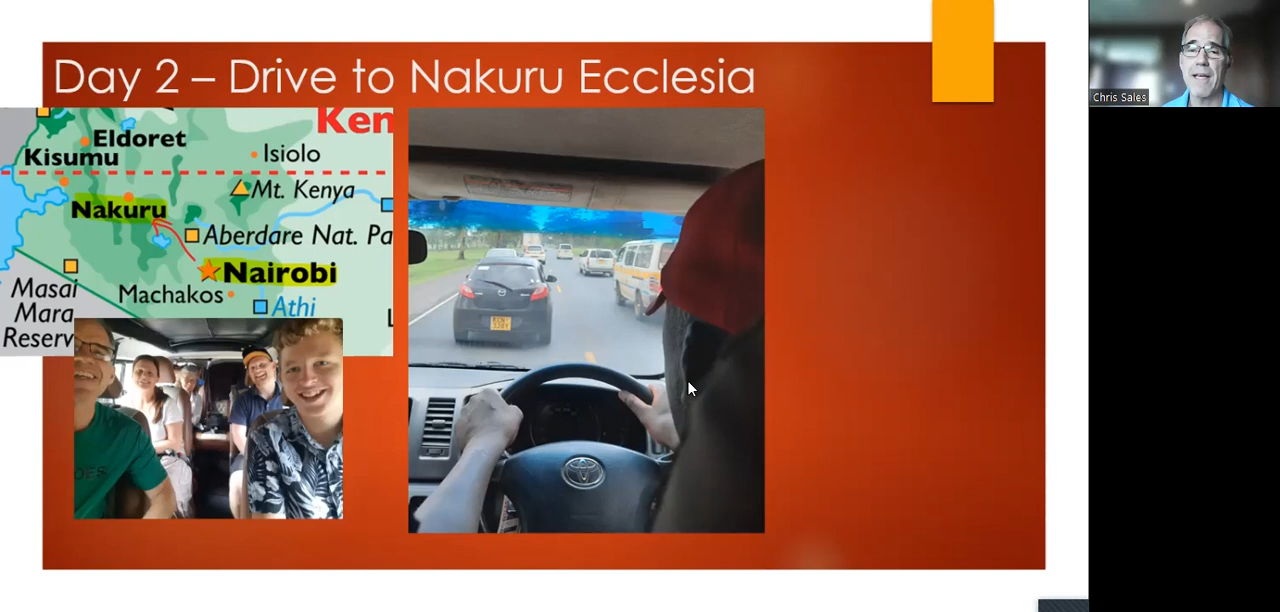 Day 2 – Drive to Nakuru Ecclesia
Ken
Eldoret
Kisumu
Isiolo
Mt. Kenya
Nakuru
Aberdare Nat. Pa
Nairobi
Masai
Mara
Reserv
Machakos
Athi
Chris Sales